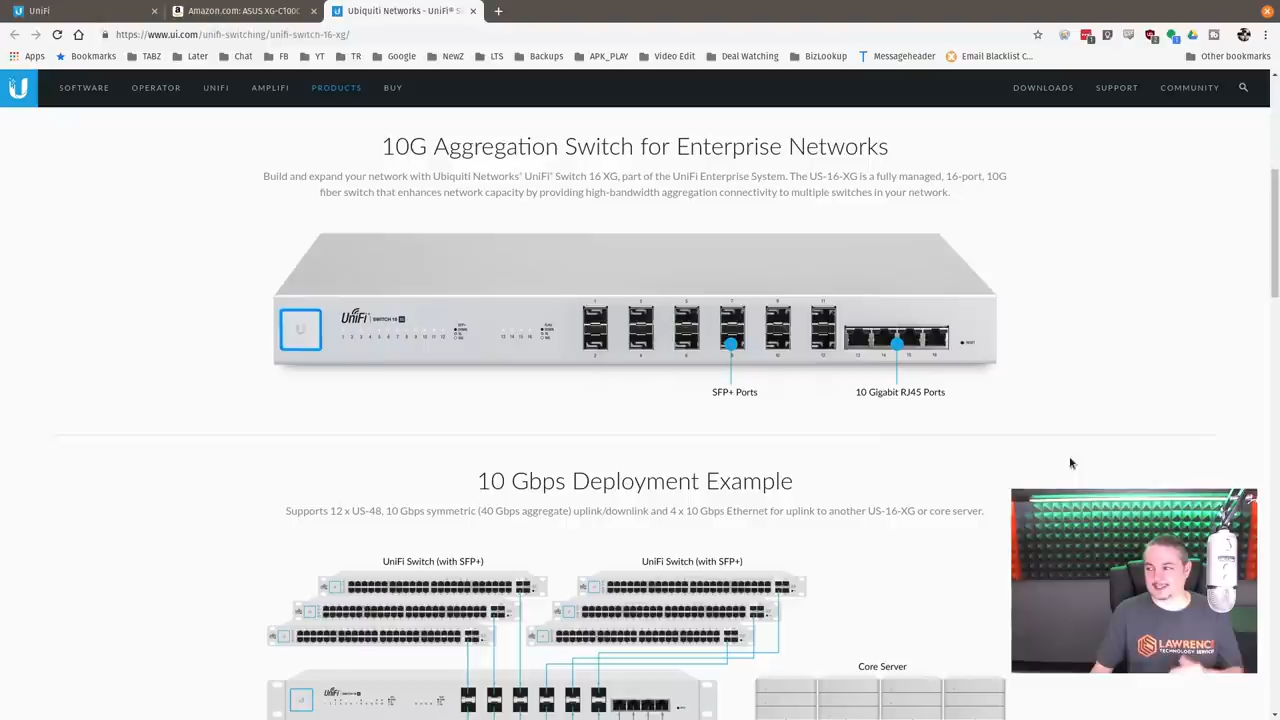 UniFi
Amazon.com: ASUS XG-C100C
Ubiquiti Networks - UniFi® S
https://www.ui.com/unifi-switching/unifi-switch-16-xg/
Apps Bookmarks TABZ Later Chat FB YT TR Google NewZ LTS Backups APK_PLAY Video Edit Deal Watching BizLookup Messageheader Email Blacklist C... Other bookmarks
SOFTWARE OPERATOR UNIFI AMPLIFI PRODUCTS BUY DOWNLOADS SUPPORT COMMUNITY
10G Aggregation Switch for Enterprise Networks
Build and expand your network with Ubiquiti Networks' UniFi® Switch 16 XG, part of the UniFi Enterprise System. The US-16-XG is a fully managed, 16-port, 10G
fiber switch that enhances network capacity by providing high-bandwidth aggregation connectivity to multiple switches in your network.
UniFi SWITCH 16
SFP+ Ports
10 Gigabit RJ45 Ports
10 Gbps Deployment Example
Supports 12 x US-48, 10 Gbps symmetric (40 Gbps aggregate) uplink/downlink and 4 x 10 Gbps Ethernet for uplink to another US-16-XG or core server.
UniFi Switch (with SFP+)
UniFi Switch (with SFP+)
Core Server
UniFi
LAWRENCE
TECHNOLOGY SERVICES